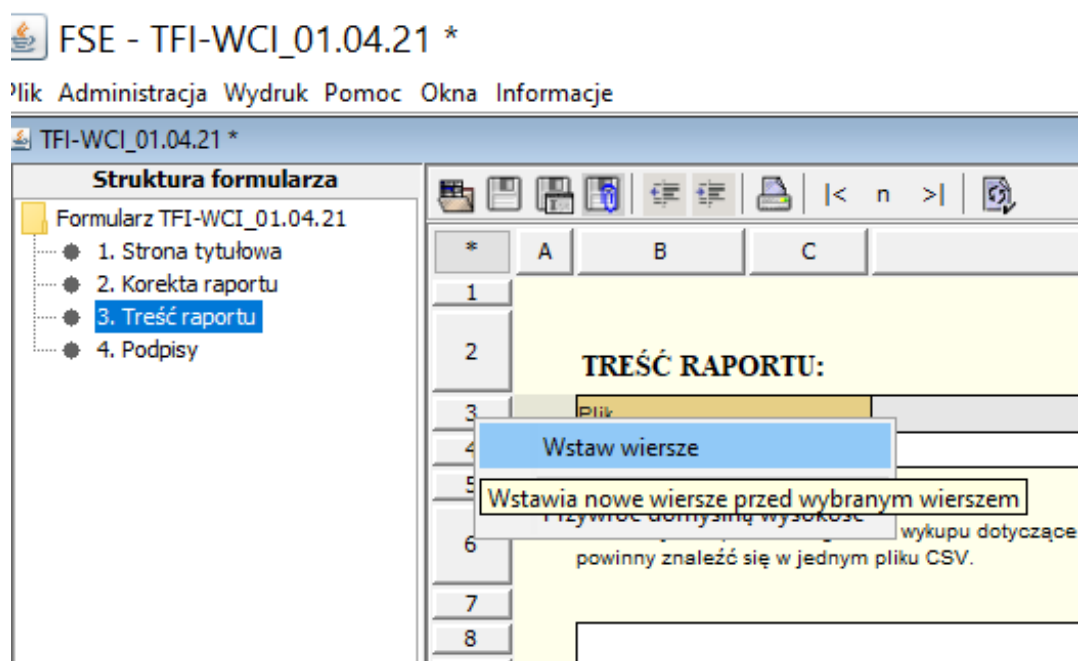 FSE - TFI-WCI_01.04.21 *
Plik Administracja Wydruk Pomoc Okna Informacje
TFI-WCI_01.04.21 *
Struktura formularza
Formularz TFI-WCI_01.04.21
1. Strona tytułowa
2. Korekta raportu
3. Treść raportu
4. Podpisy
|< n >|
* A B C
1
2 TREŚĆ RAPORTU:
3 Plik
4 Wstaw wiersze
5 Wstawia nowe wiersze przed wybranym wierszem
Przywróć domyślną wysokość
6 wykupu dotyczące
powinny znaleźć się w jednym pliku CSV.
7
8